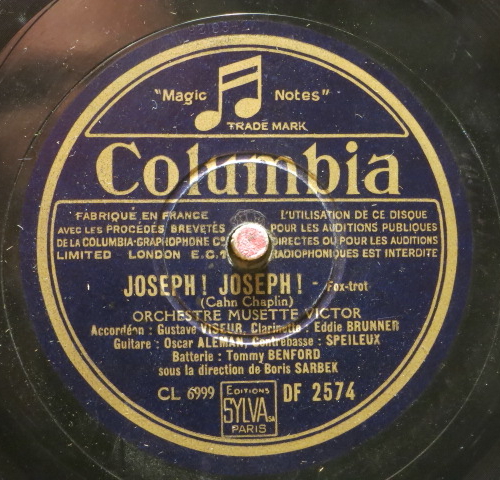 "Magic Notes"
TRADE MARK
Columbia
FABRIQUE EN FRANCE
AVEC LES PROCÉDÉS BREVETÉS
DE LA COLUMBIA-GRAPHOPHONE Cº
LIMITED LONDON E.C.1
L'UTILISATION DE CE DISQUE
POUR LES AUDITIONS PUBLIQUES
DIRECTES OU POUR LES AUDITIONS
RADIOPHONIQUES EST INTERDITE
JOSEPH! JOSEPH! - Fox-trot
(Cahn Chaplin)
ORCHESTRE MUSETTE VICTOR
Accordéon : Gustave VISEUR, Clarinette : Eddie BRUNNER
Guitare : Oscar ALEMAN, Contrebasse : SPEILEUX
Batterie : Tommy BENFORD
sous la direction de Boris SARBEK
CL 6999 DF 2574
EDITIONS
SYLVA SA
PARIS